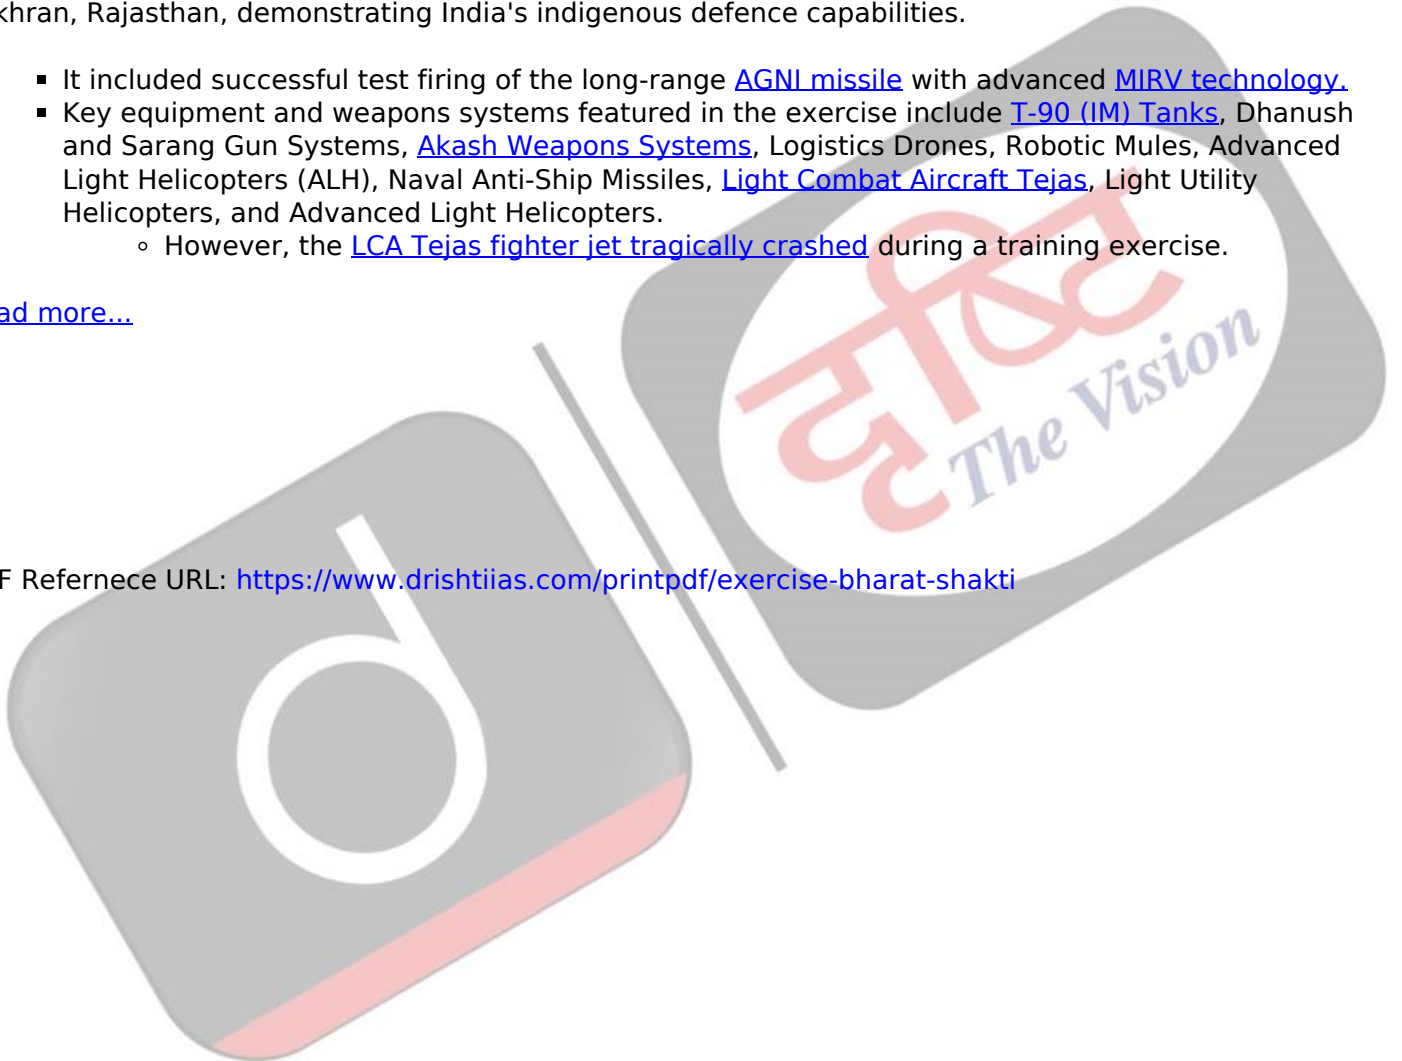 khran, Rajasthan, demonstrating India's indigenous defence capabilities.
▪ It included successful test firing of the long-range AGNI missile with advanced MIRV technology.
▪ Key equipment and weapons systems featured in the exercise include T-90 (IM) Tanks, Dhanush
and Sarang Gun Systems, Akash Weapons Systems, Logistics Drones, Robotic Mules, Advanced
Light Helicopters (ALH), Naval Anti-Ship Missiles, Light Combat Aircraft Tejas, Light Utility
Helicopters, and Advanced Light Helicopters.
◦ However, the LCA Tejas fighter jet tragically crashed during a training exercise.
ad more...
दृष्टि
The Vision
F Refernece URL: https://www.drishtiias.com/printpdf/exercise-bharat-shakti
d